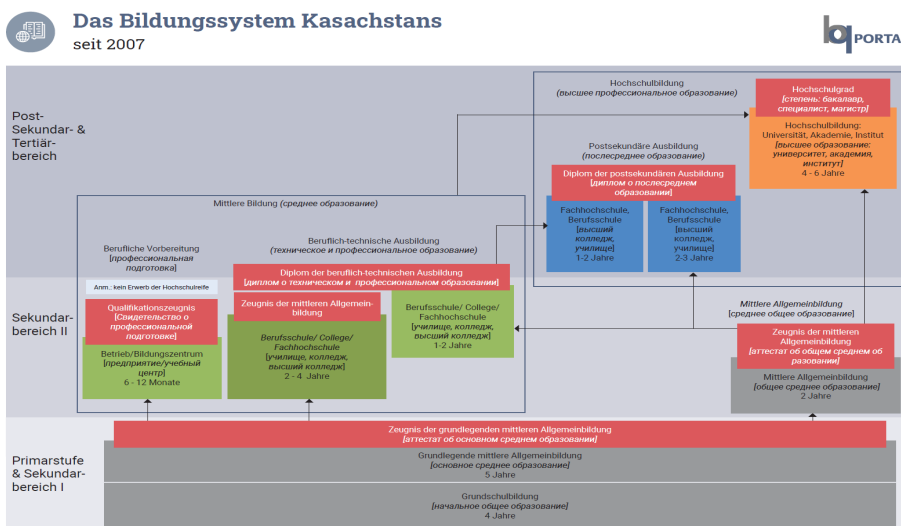 Das Bildungssystem Kasachstans
seit 2007
bq PORTA
Post-
Sekundar- &
Tertiär-
bereich
Hochschulbildung
(высшее профессиональное образование)
Hochschulgrad
[степень: бакалавр,
специалист, магистр]
Hochschulbildung:
Universität, Akademie, Institut
[высшее образование:
университет, академия,
институт]
4 - 6 Jahre
Postsekundäre Ausbildung
(послесреднее образование)
Diplom der postsekundären Ausbildung
[диплом о послесреднем
образовании]
Fachhochschule,
Berufsschule
[высший
колледж,
училище]
1-2 Jahre
Fachhochschule,
Berufsschule
[высший
колледж,
училище]
2-3 Jahre
Mittlere Bildung (среднее образование)
Berufliche Vorbereitung
[профессиональная
подготовка]
Beruflich-technische Ausbildung
(техническое и профессиональное образование)
Diplom der beruflich-technischen Ausbildung
[диплом о техническом и профессиональном образовании]
Anm.: kein Erwerb der Hochschulreife
Sekundar-
bereich II
Qualifikationszeugnis
[Свидетельство о
профессиональной
подготовке]
Betrieb/Bildungszentrum
[предприятие/учебный
центр]
6 - 12 Monate
Zeugnis der mittleren Allgemein-
bildung
Berufsschule/ College/
Fachhochschule
[училище, колледж,
высший колледж]
2 - 4 Jahre
Berufsschule/ College/
Fachhochschule
[училище, колледж,
высший колледж]
1-2 Jahre
Mittlere Allgemeinbildung
[среднее общее образование)
Zeugnis der mittleren
Allgemeinbildung
[аттестат об общем среднем об
разовании]
Mittlere Allgemeinbildung
[общее среднее образование]
2 Jahre
Primarstufe
& Sekundar-
bereich I
Zeugnis der grundlegenden mittleren Allgemeinbildung
[аттестат об основном среднем образовании]
Grundlegende mittlere Allgemeinbildung
[основное среднее образование]
5 Jahre
Grundschulbildung
[начальное общее образование]
4 Jahre